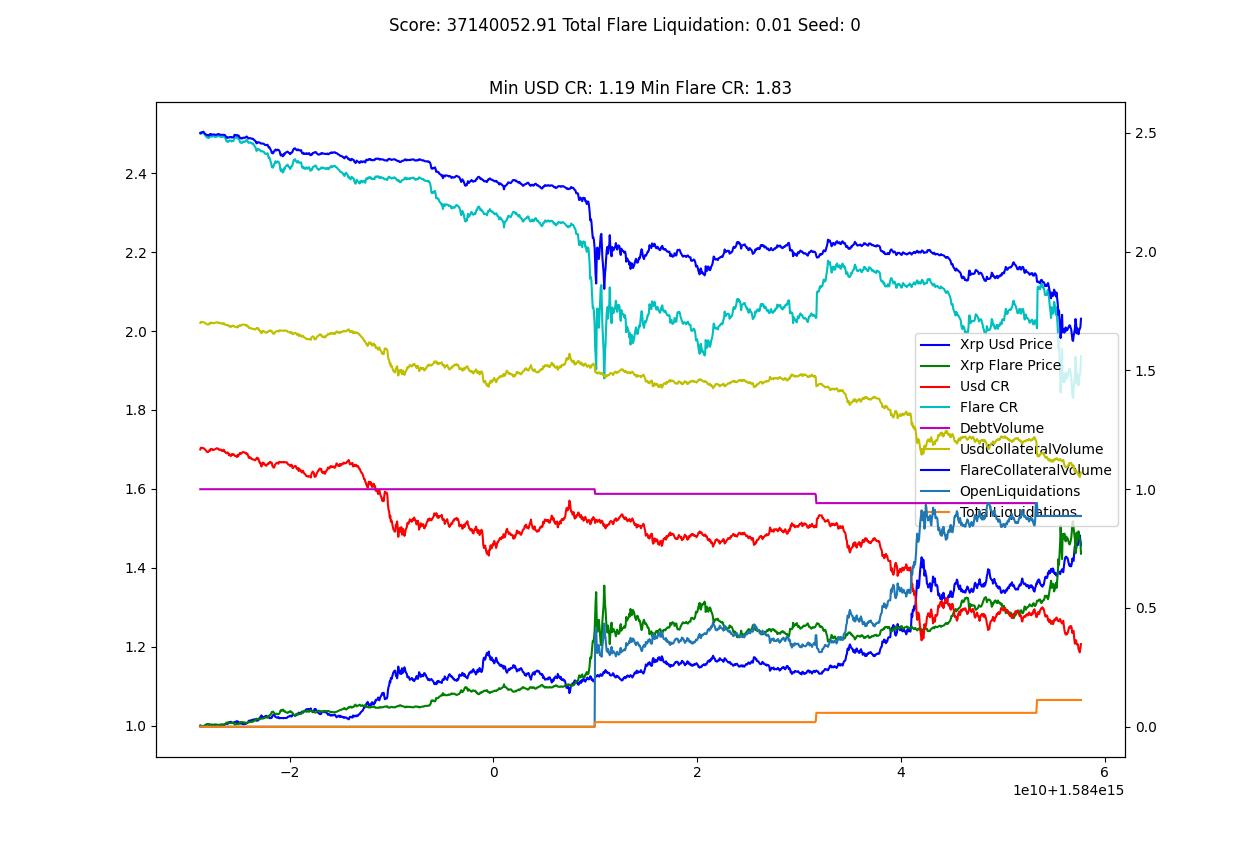 Score: 37140052.91 Total Flare Liquidation: 0.01 Seed: 0
Min USD CR: 1.19 Min Flare CR: 1.83
2.4
2.2
2.0
1.8
1.6
1.4
1.2
1.0
2.5
2.0
1.5
1.0
0.5
0.0
Xrp Usd Price
Xrp Flare Price
Usd CR
Flare CR
DebtVolume
UsdCollateralVolume
FlareCollateralVolume
OpenLiquidations
TotalLiquidations
−2
0
2
4
6
1e10+1.584e15